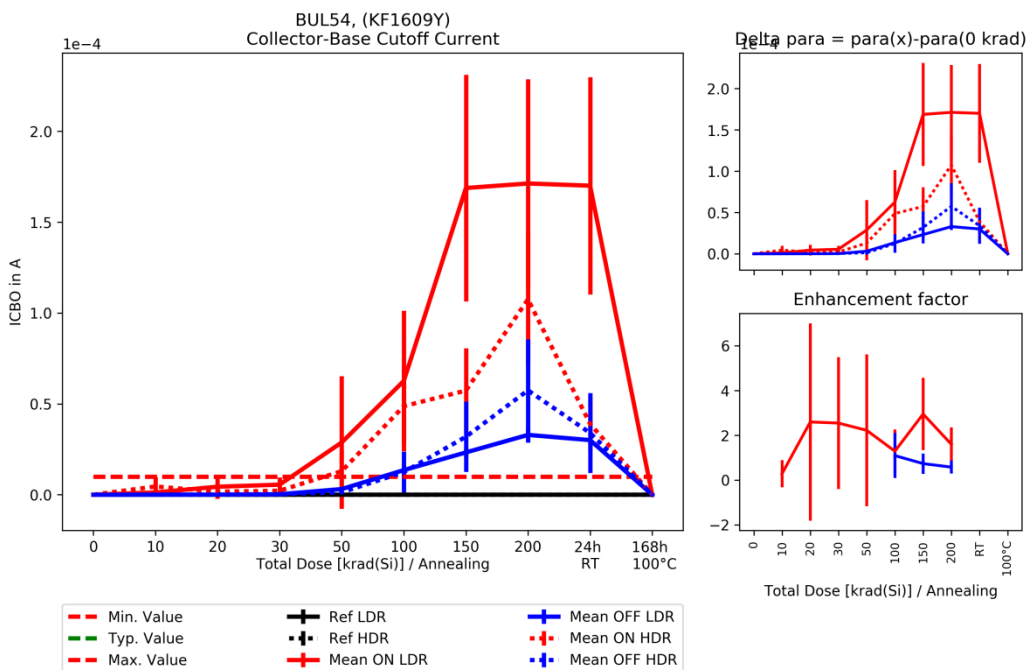 BUL54, (KF1609Y)
Collector-Base Cutoff Current
1e−4
ICBO in A
2.0
1.5
1.0
0.5
0.0
0 10 20 30 50 100 150 200 24h RT 168h 100°C
Total Dose [krad(Si)] / Annealing
Delta para = para(x)-para(0 krad)
1e−4
2.0
1.5
1.0
0.5
0.0
Enhancement factor
6
4
2
0
−2
0 10 20 30 50 100 150 200 RT 100°C
Total Dose [krad(Si)] / Annealing
Min. Value
Typ. Value
Max. Value
Ref LDR
Ref HDR
Mean ON LDR
Mean OFF LDR
Mean ON HDR
Mean OFF HDR